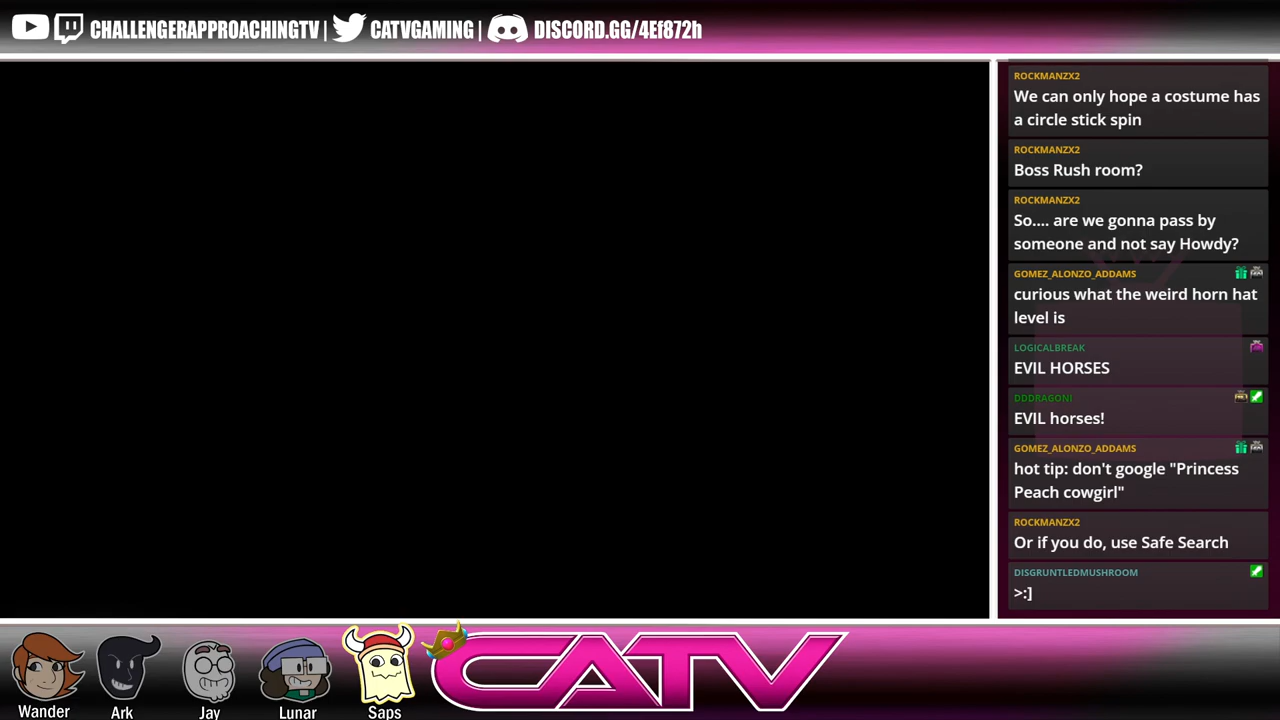 CHALLENGERAPPROACHINGTV | CATVGAMING | DISCORD.GG/4Ef872h
ROCKMANZX2
We can only hope a costume has
a circle stick spin
ROCKMANZX2
Boss Rush room?
ROCKMANZX2
So.... are we gonna pass by
someone and not say Howdy?
GOMEZ_ALONZO_ADDAMS
curious what the weird horn hat
level is
LOGICALBREAK
EVIL HORSES
DDDRAGONI
EVIL horses!
GOMEZ_ALONZO_ADDAMS
hot tip: don't google "Princess
Peach cowgirl"
ROCKMANZX2
Or if you do, use Safe Search
DISGRUNTLEDMUSHROOM
>:]
CATV
Wander Ark Jay Lunar Saps